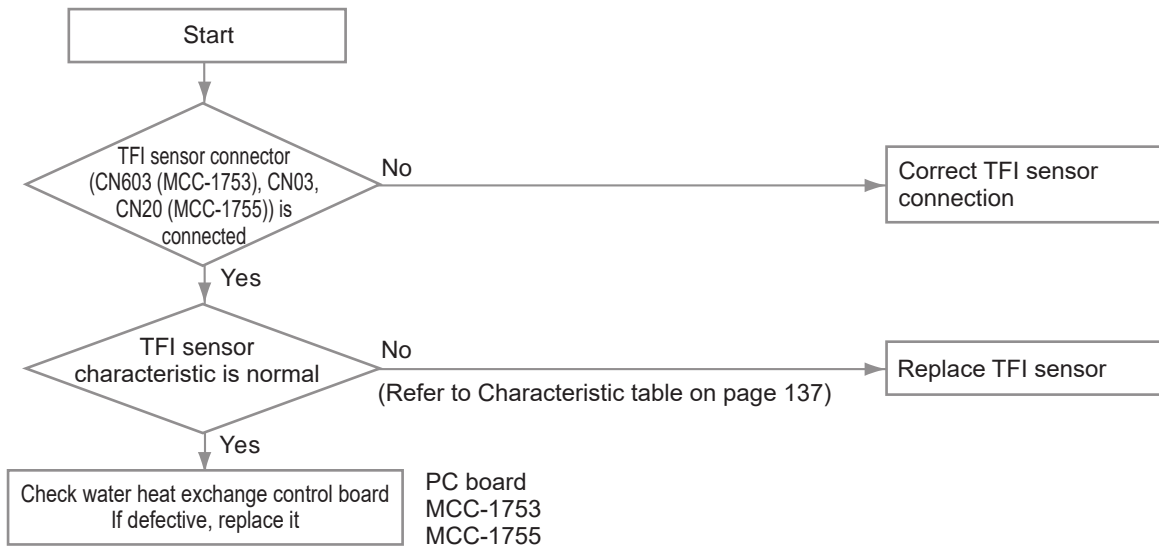 Start
TFI sensor connector
(CN603 (MCC-1753), CN03,
CN20 (MCC-1755)) is
connected
No
Correct TFI sensor
connection
Yes
TFI sensor
characteristic is normal
No
(Refer to Characteristic table on page 137)
Replace TFI sensor
Yes
Check water heat exchange control board
If defective, replace it
PC board
MCC-1753
MCC-1755